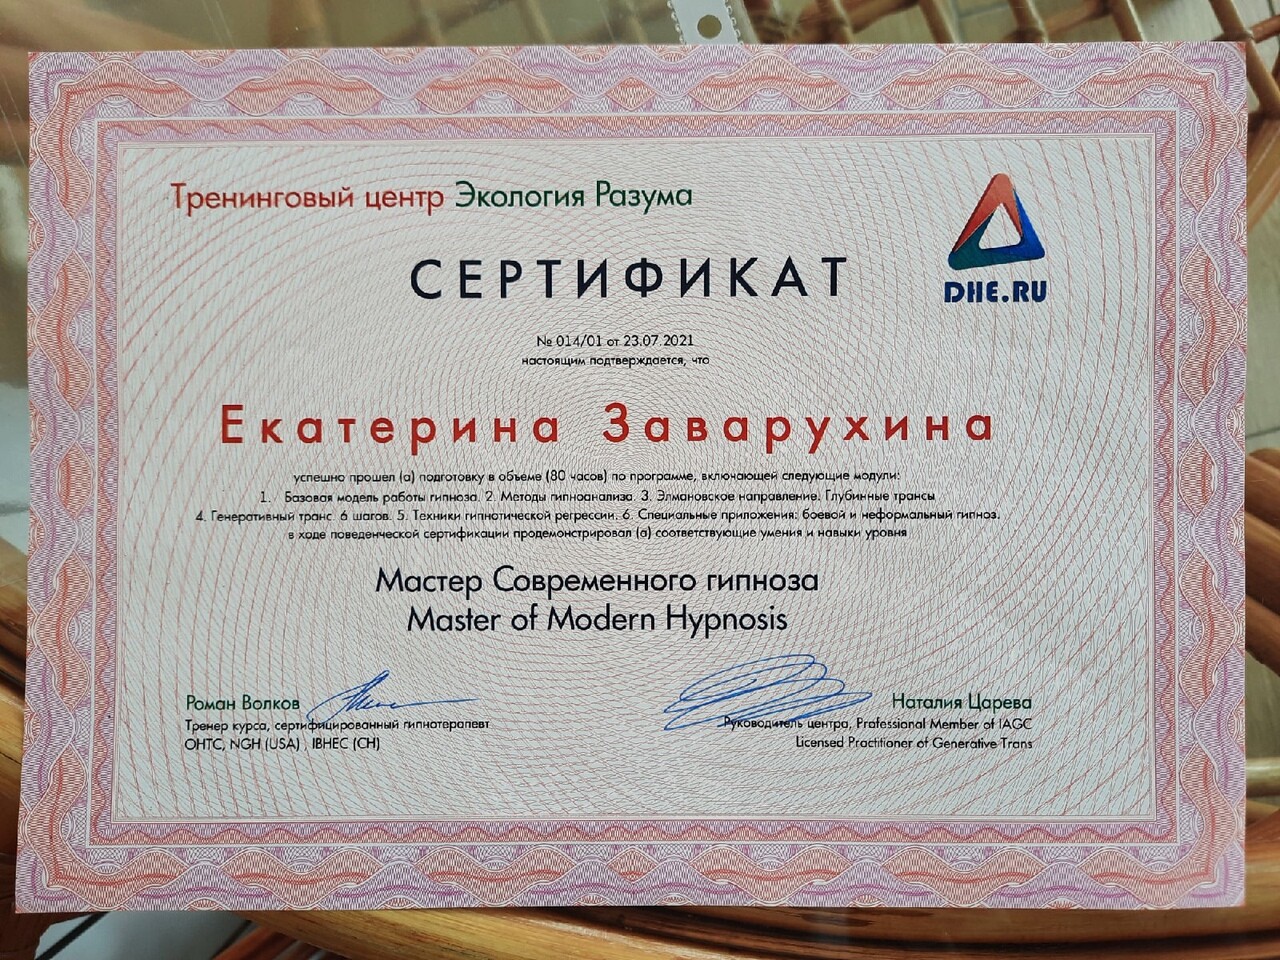 Тренинговый центр Экология Разума
DHE.RU
СЕРТИФИКАТ
№ 014/01 от 23.07.2021
настоящим подтверждается, что
Екатерина Заварухина
успешно прошел (а) подготовку в объеме (80 часов) по программе, включающей следующие модули:
1. Базовая модель работы гипноза. 2. Методы гипноанализа. 3. Элмановское направление. Глубинные трансы
4. Генеративный транс. 6 шагов. 5. Техники гипнотической регрессии. 6. Специальные приложения: боевой и неформальный гипноз.
в ходе поведенческой сертификации продемонстрировал (а) соответствующие умения и навыки уровня
Мастер Современного гипноза
Master of Modern Hypnosis
Роман Волков
Тренер курса, сертифицированный гипнотерапевт
ОНТС, NGH (USA) , IBHEC (CH)
Наталия Царева
Руководитель центра, Professional Member of IAGC
Licensed Practitioner of Generative Trans